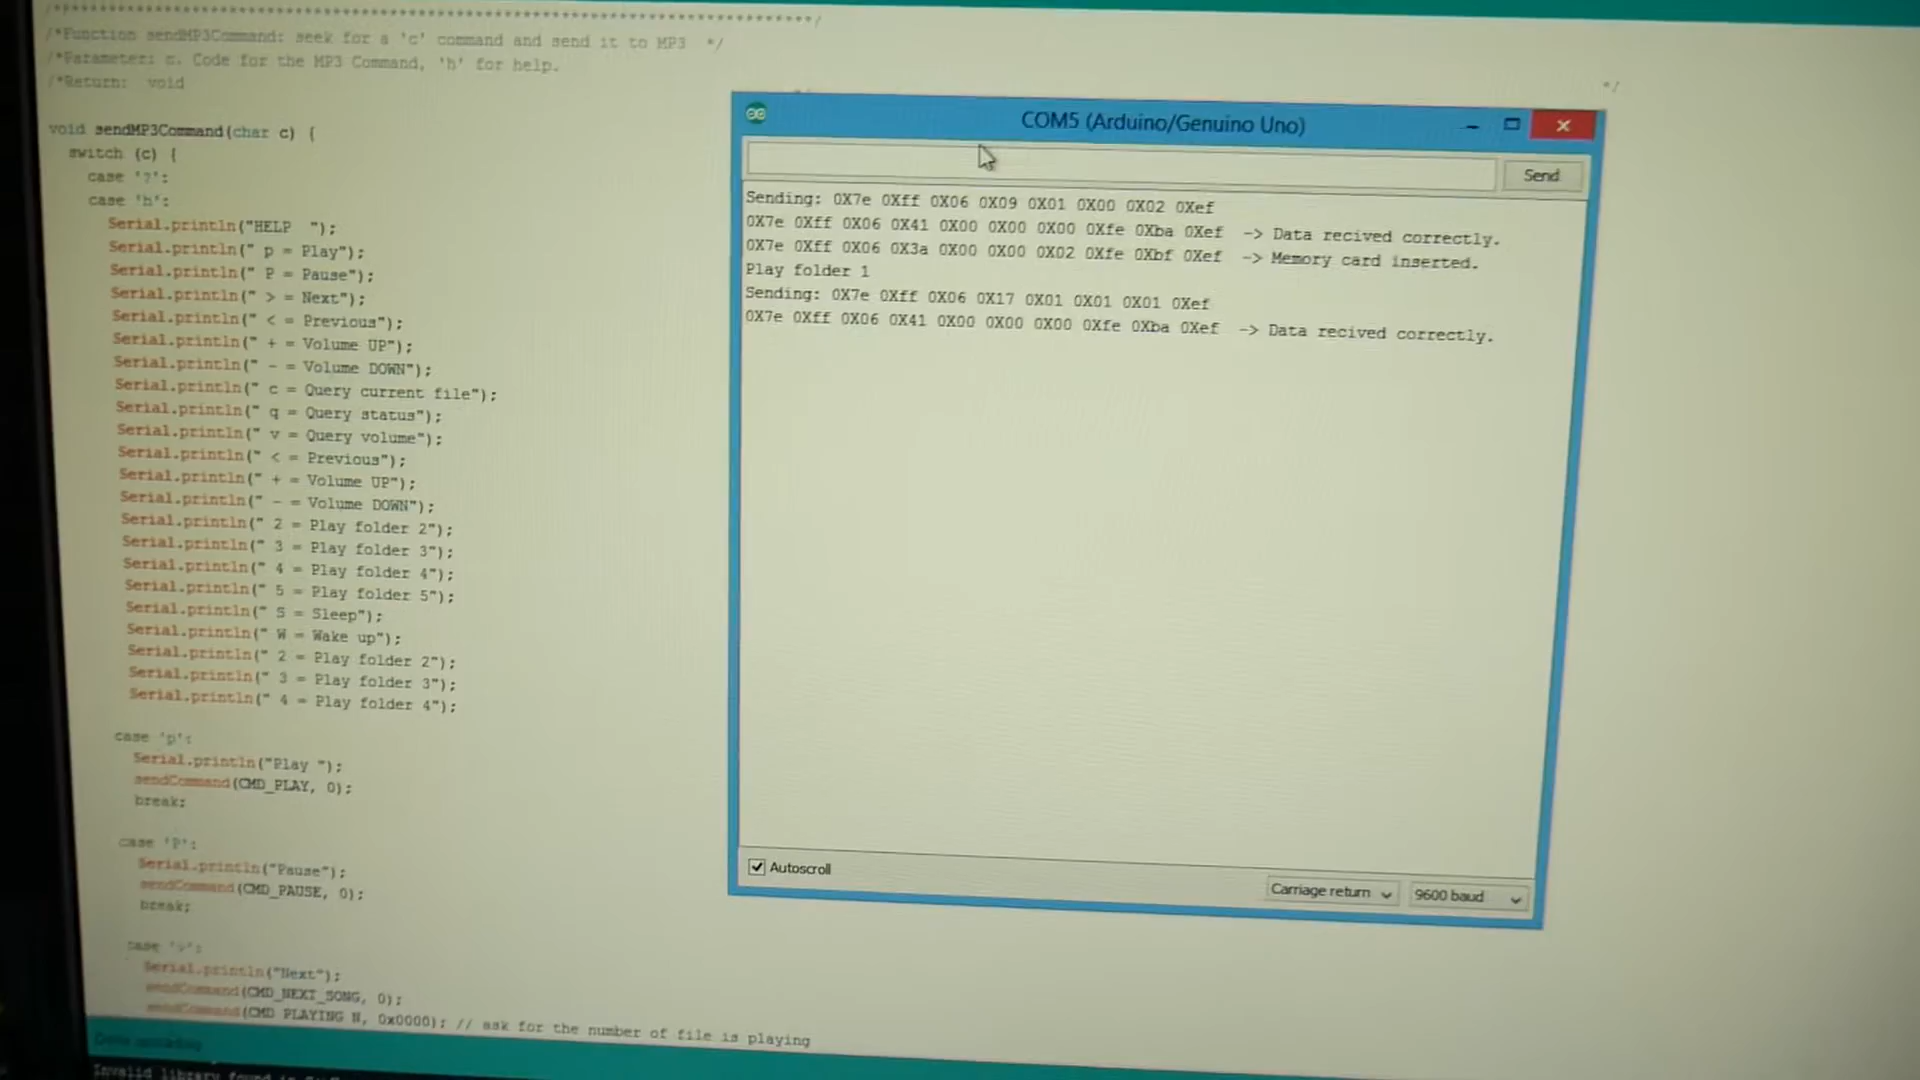 /*Function sendMP3Command: seek for a 'c' command and send it to MP3 */
/*Parameter: c. Code for the MP3 Command, 'h' for help.
*/
/*Return: void
void sendMP3Command(char c) {
switch (c) {
case '?':
case 'h':
Serial.println("HELP ");
Serial.println(" p = Play");
Serial.println(" P = Pause");
Serial.println(" > = Next");
Serial.println(" < = Previous");
Serial.println(" + = Volume UP");
Serial.println(" - = Volume DOWN");
Serial.println(" c = Query current file");
Serial.println(" q = Query status");
Serial.println(" v = Query volume");
Serial.println(" < = Previous");
Serial.println(" + = Volume UP");
Serial.println(" - = Volume DOWN");
Serial.println(" 2 = Play folder 2");
Serial.println(" 3 = Play folder 3");
Serial.println(" 4 = Play folder 4");
Serial.println(" 5 = Play folder 5");
Serial.println(" S = Sleep");
Serial.println(" W = Wake up");
Serial.println(" 2 = Play folder 2");
Serial.println(" 3 = Play folder 3");
Serial.println(" 4 = Play folder 4");
case 'p':
Serial.println("Play ");
sendCommand(CMD_PLAY, 0);
break;
case 'P':
Serial.println("Pause");
sendCommand(CMD_PAUSE, 0);
break;
case '>':
Serial.println("Next");
sendCommand(CMD_NEXT_SONG, 0);
sendCommand(CMD_PLAYING_N, 0x0000); // ask for the number of file is playing
Done uploading
Invalid library found in
COM5 (Arduino/Genuino Uno)
Send
Sending: 0X7e 0Xff 0X06 0X09 0X01 0X00 0X02 0Xef
0X7e 0Xff 0X06 0X41 0X00 0X00 0X00 0Xfe 0Xba 0Xef -> Data recived correctly.
0X7e 0Xff 0X06 0X3a 0X00 0X00 0X02 0Xfe 0Xbf 0Xef -> Memory card inserted.
Play folder 1
Sending: 0X7e 0Xff 0X06 0X17 0X01 0X01 0X01 0Xef
0X7e 0Xff 0X06 0X41 0X00 0X00 0X00 0Xfe 0Xba 0Xef -> Data recived correctly.
Autoscroll
Carriage return
9600 baud